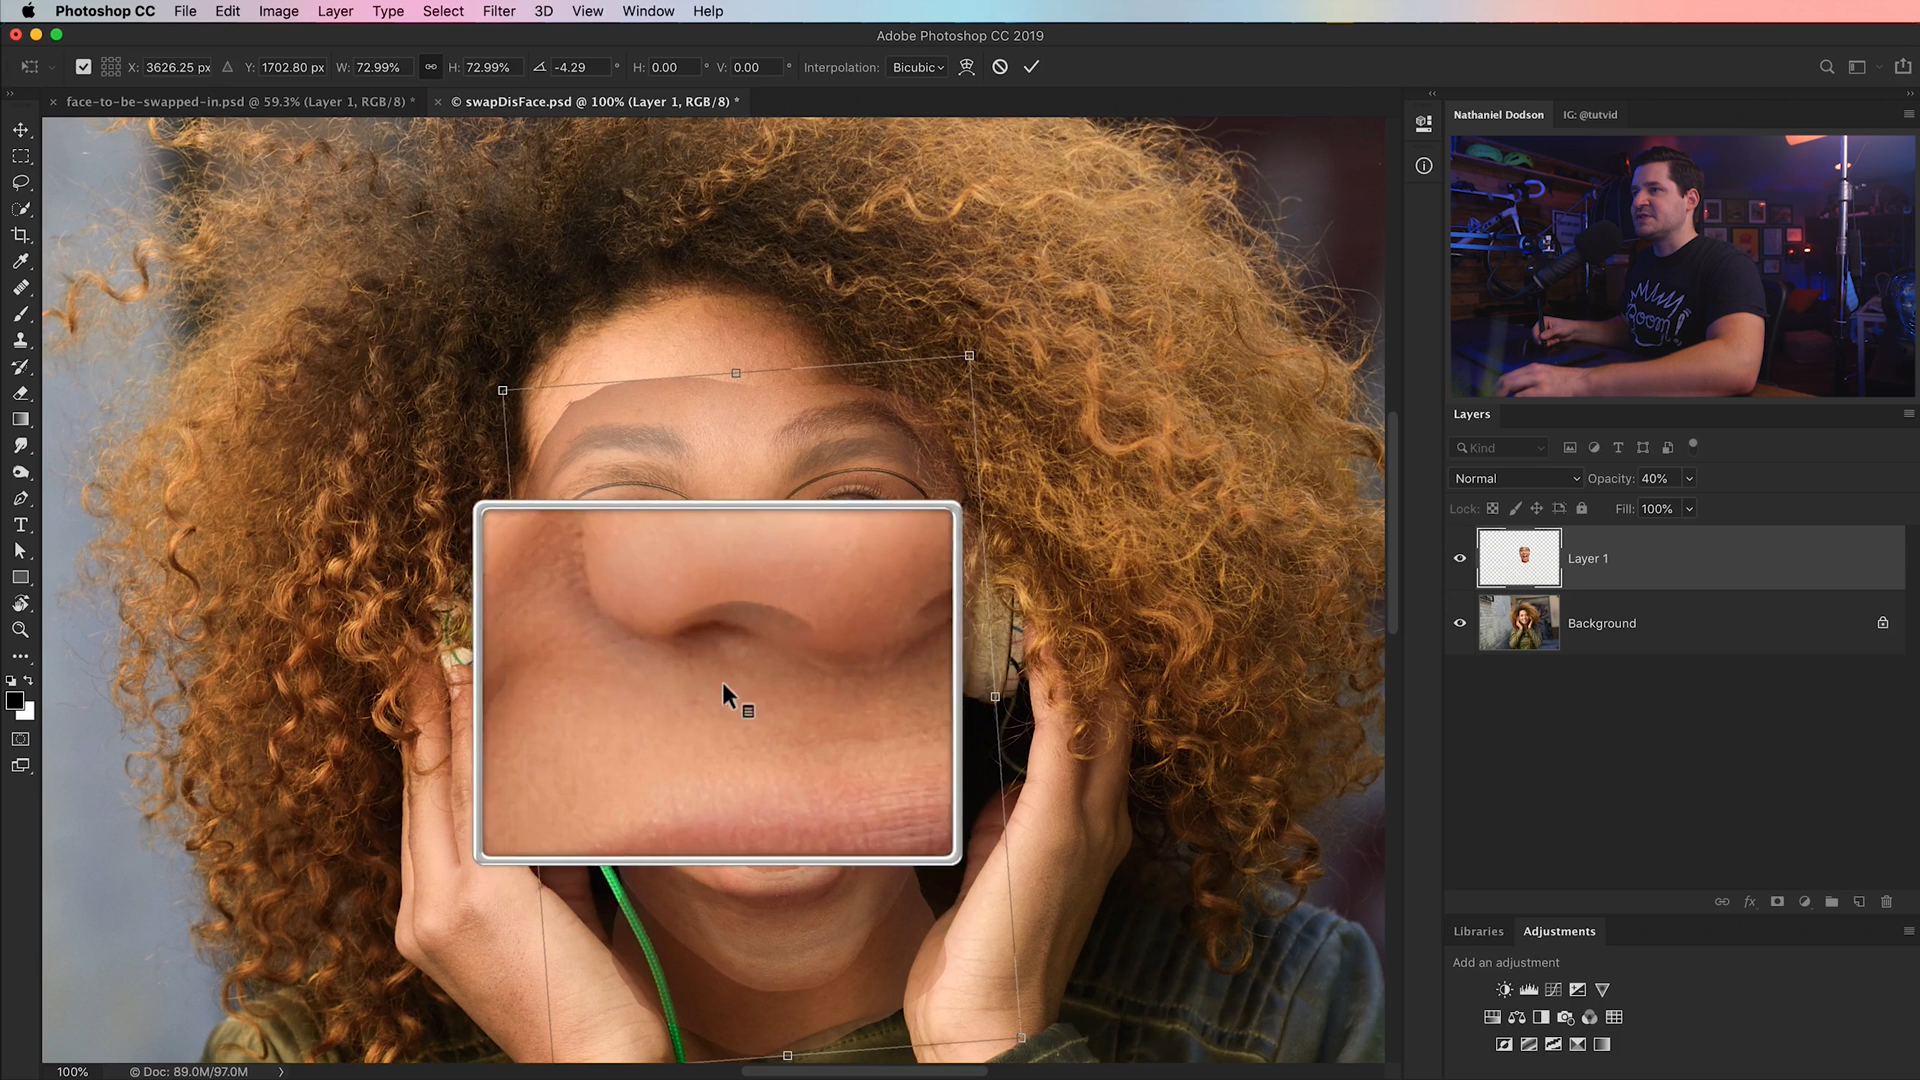 Photoshop CC File Edit Image Layer Type Select Filter 3D View Window Help
Adobe Photoshop CC 2019
X: 3626.25 px Y: 1702.80 px W: 72.99% H: 72.99% -4.29 ° H: 0.00 ° V: 0.00 ° Interpolation: Bicubic
× face-to-be-swapped-in.psd @ 59.3% (Layer 1, RGB/8) *
× © swapDisFace.psd @ 100% (Layer 1, RGB/8) *
Nathaniel Dodson IG: @tutvid
Boom!
Layers
Kind
Normal Opacity: 40%
Lock: Fill: 100%
Layer 1
Background
fx
Libraries Adjustments
Add an adjustment
100% © Doc: 89.0M/97.0M